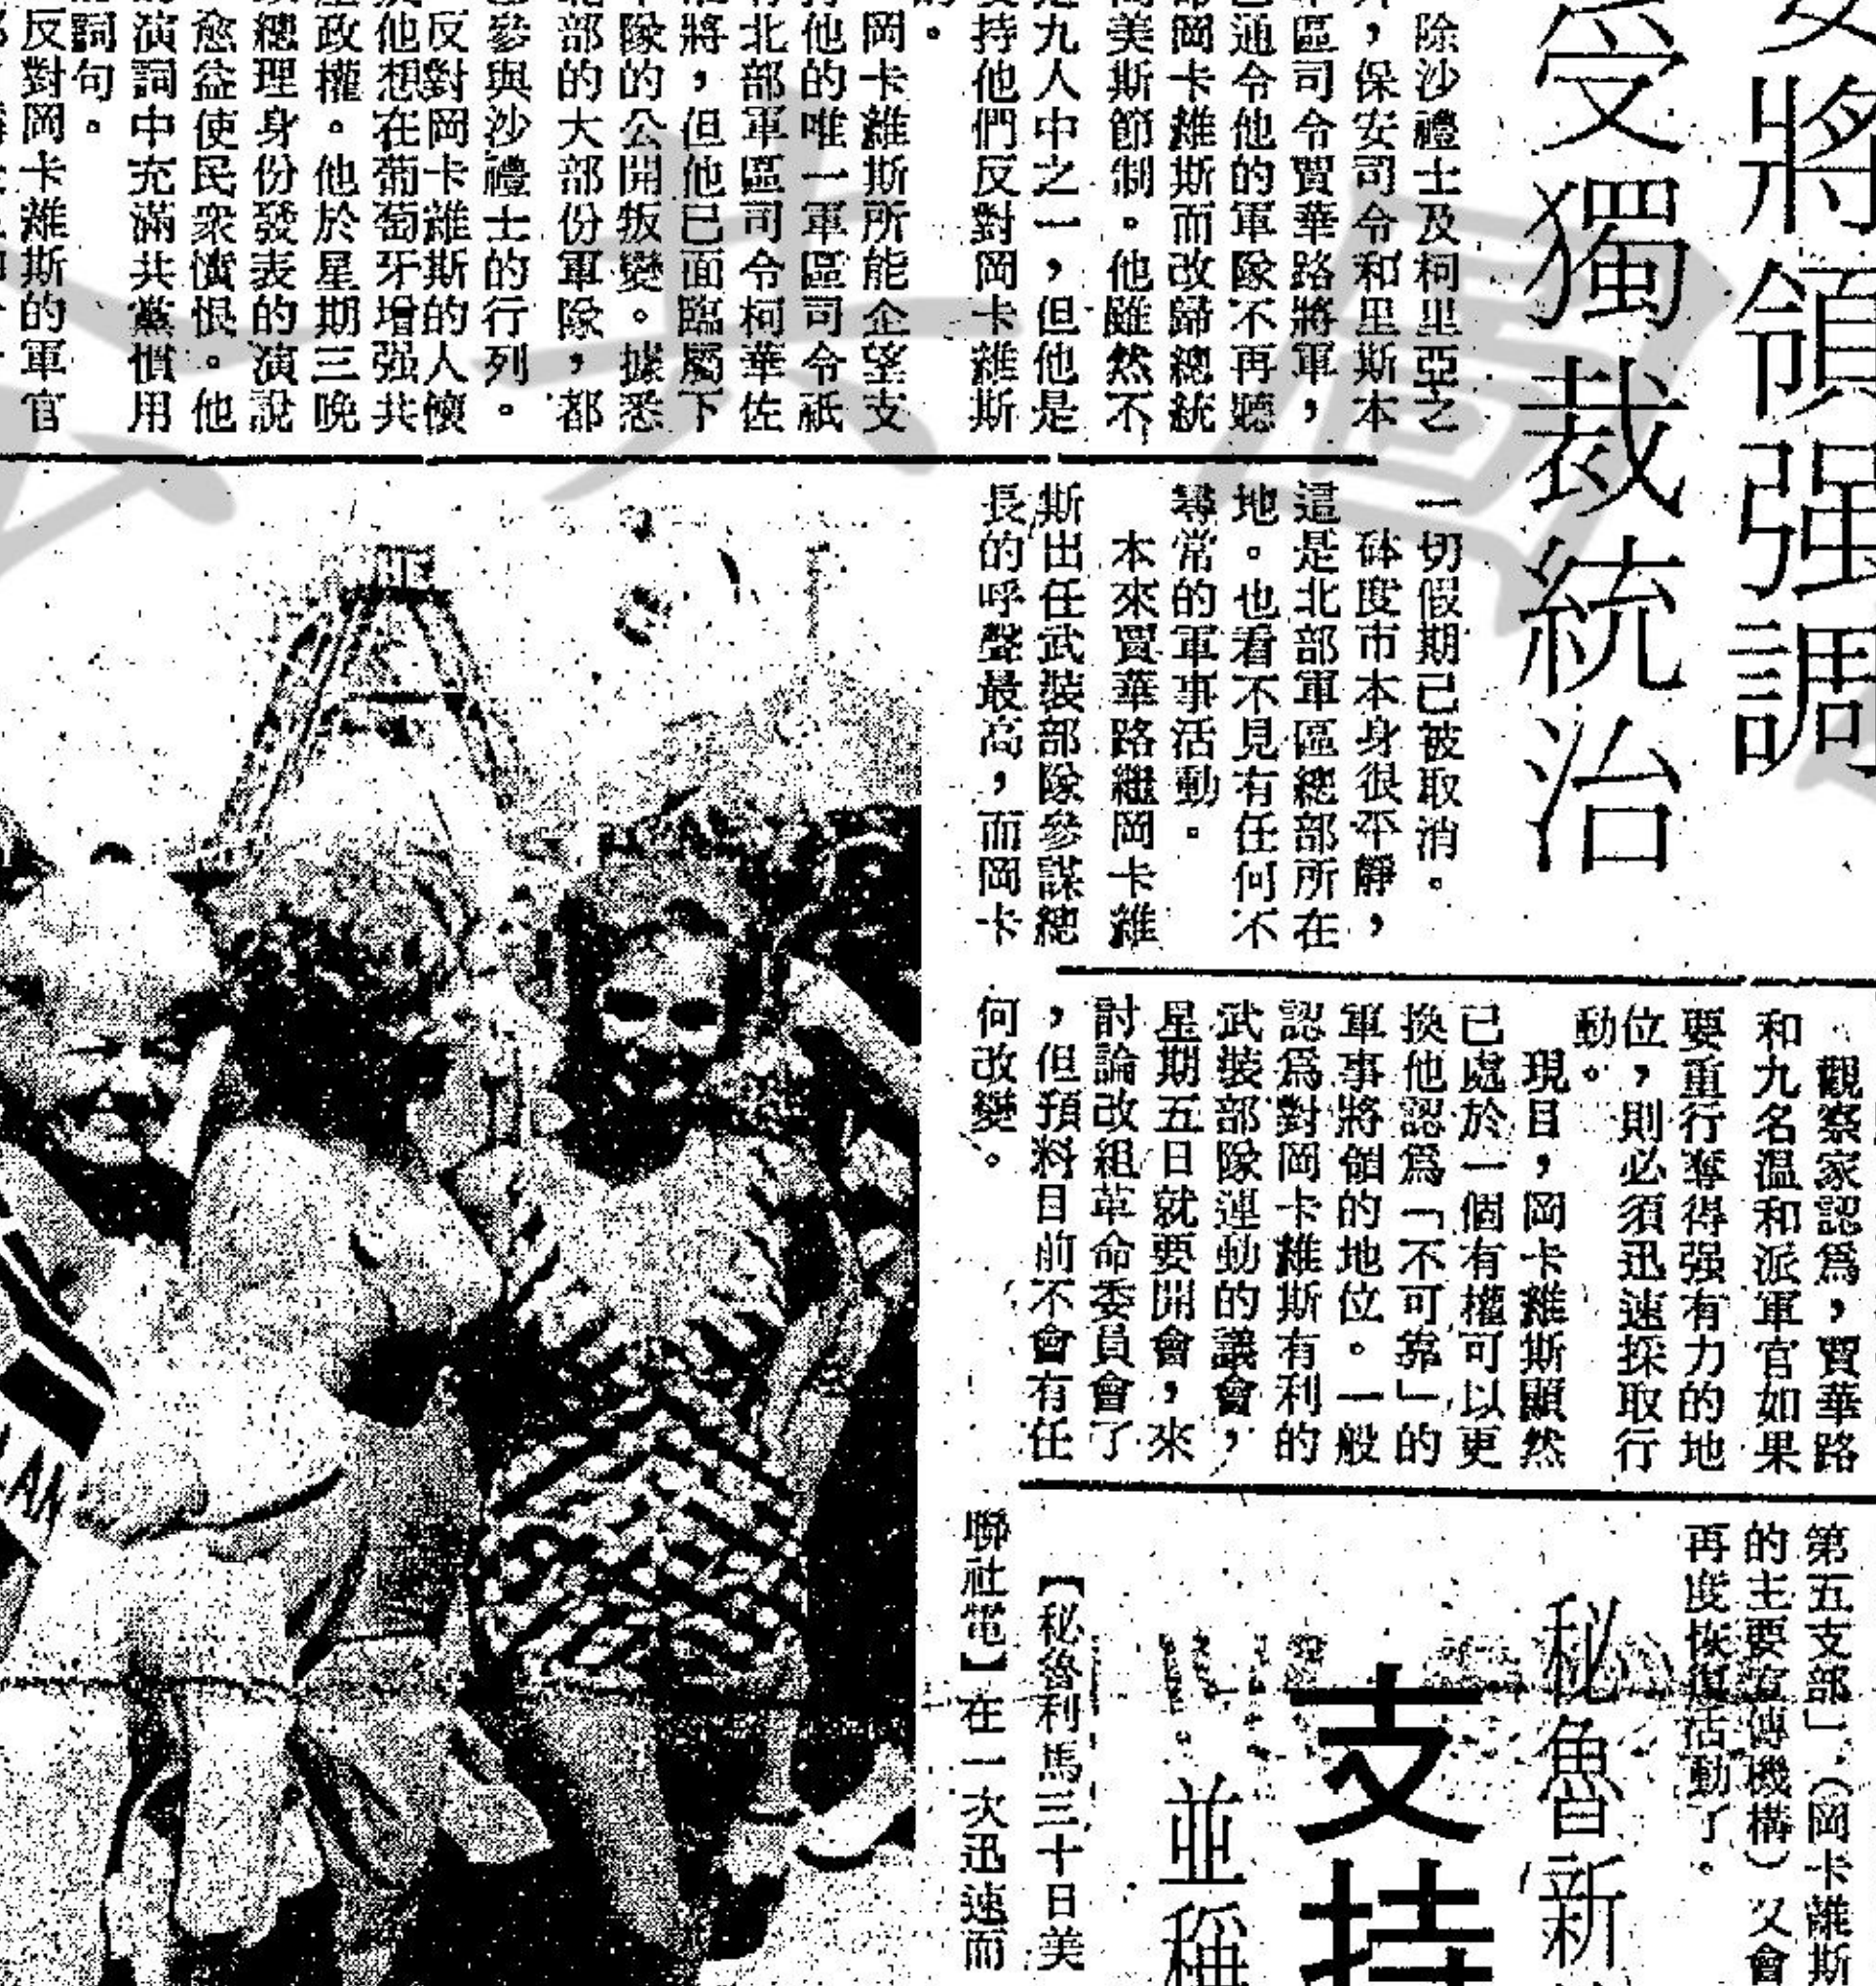 將領强調
受獨裁統治
除沙禮士及柯里亞之
外，保安司令和里斯本
軍區司令賈華路將軍，
已通令他的軍隊不再聽
岡卡維斯而改歸總統
高美斯節制。他雖然不
是九人中之一，但他是
支持他們反對岡卡維斯
的。
岡卡維斯所能企望支
持他的唯一軍區司令祇
有北部軍區司令柯華佐
准將，但他已面臨屬下
軍隊的公開叛變。據悉
北部的大部份軍隊，都
參與沙禮士的行列。
反對岡卡維斯的人懷
他想在葡萄牙增强共
政權。他於星期三晚
總理身份發表的演說
愈益使民衆憤恨。他
演詞中充滿共黨慣用
詞句。
反對岡卡維斯的軍官
一切假期已被取消。
砵度市本身很平靜，
這是北部軍區總部所在
地。也看不見有任何不
尋常的軍事活動。
本來賈華路繼岡卡維
斯出任武裝部隊參謀總
長的呼聲最高，而岡卡
觀察家認爲，賈華路
和九名溫和派軍官如果
要重行奪得强有力的地
位，則必須迅速採取行
動。
現目，岡卡維斯顯然
已處於一個有權可以更
換他認爲「不可靠」的
軍事將領的地位。一般
認爲對岡卡維斯有利的
武裝部隊運動的議會，
星期五日就要開會，來
討論改組革命委員會了
，但預料目前不會有任
何改變。
第五支部」，（岡卡維斯
的主要宣傳機構）又會
再度恢復活動了。
秘魯新
支持
並稱
【秘魯利馬三十日美
聯社電】在一次迅速而